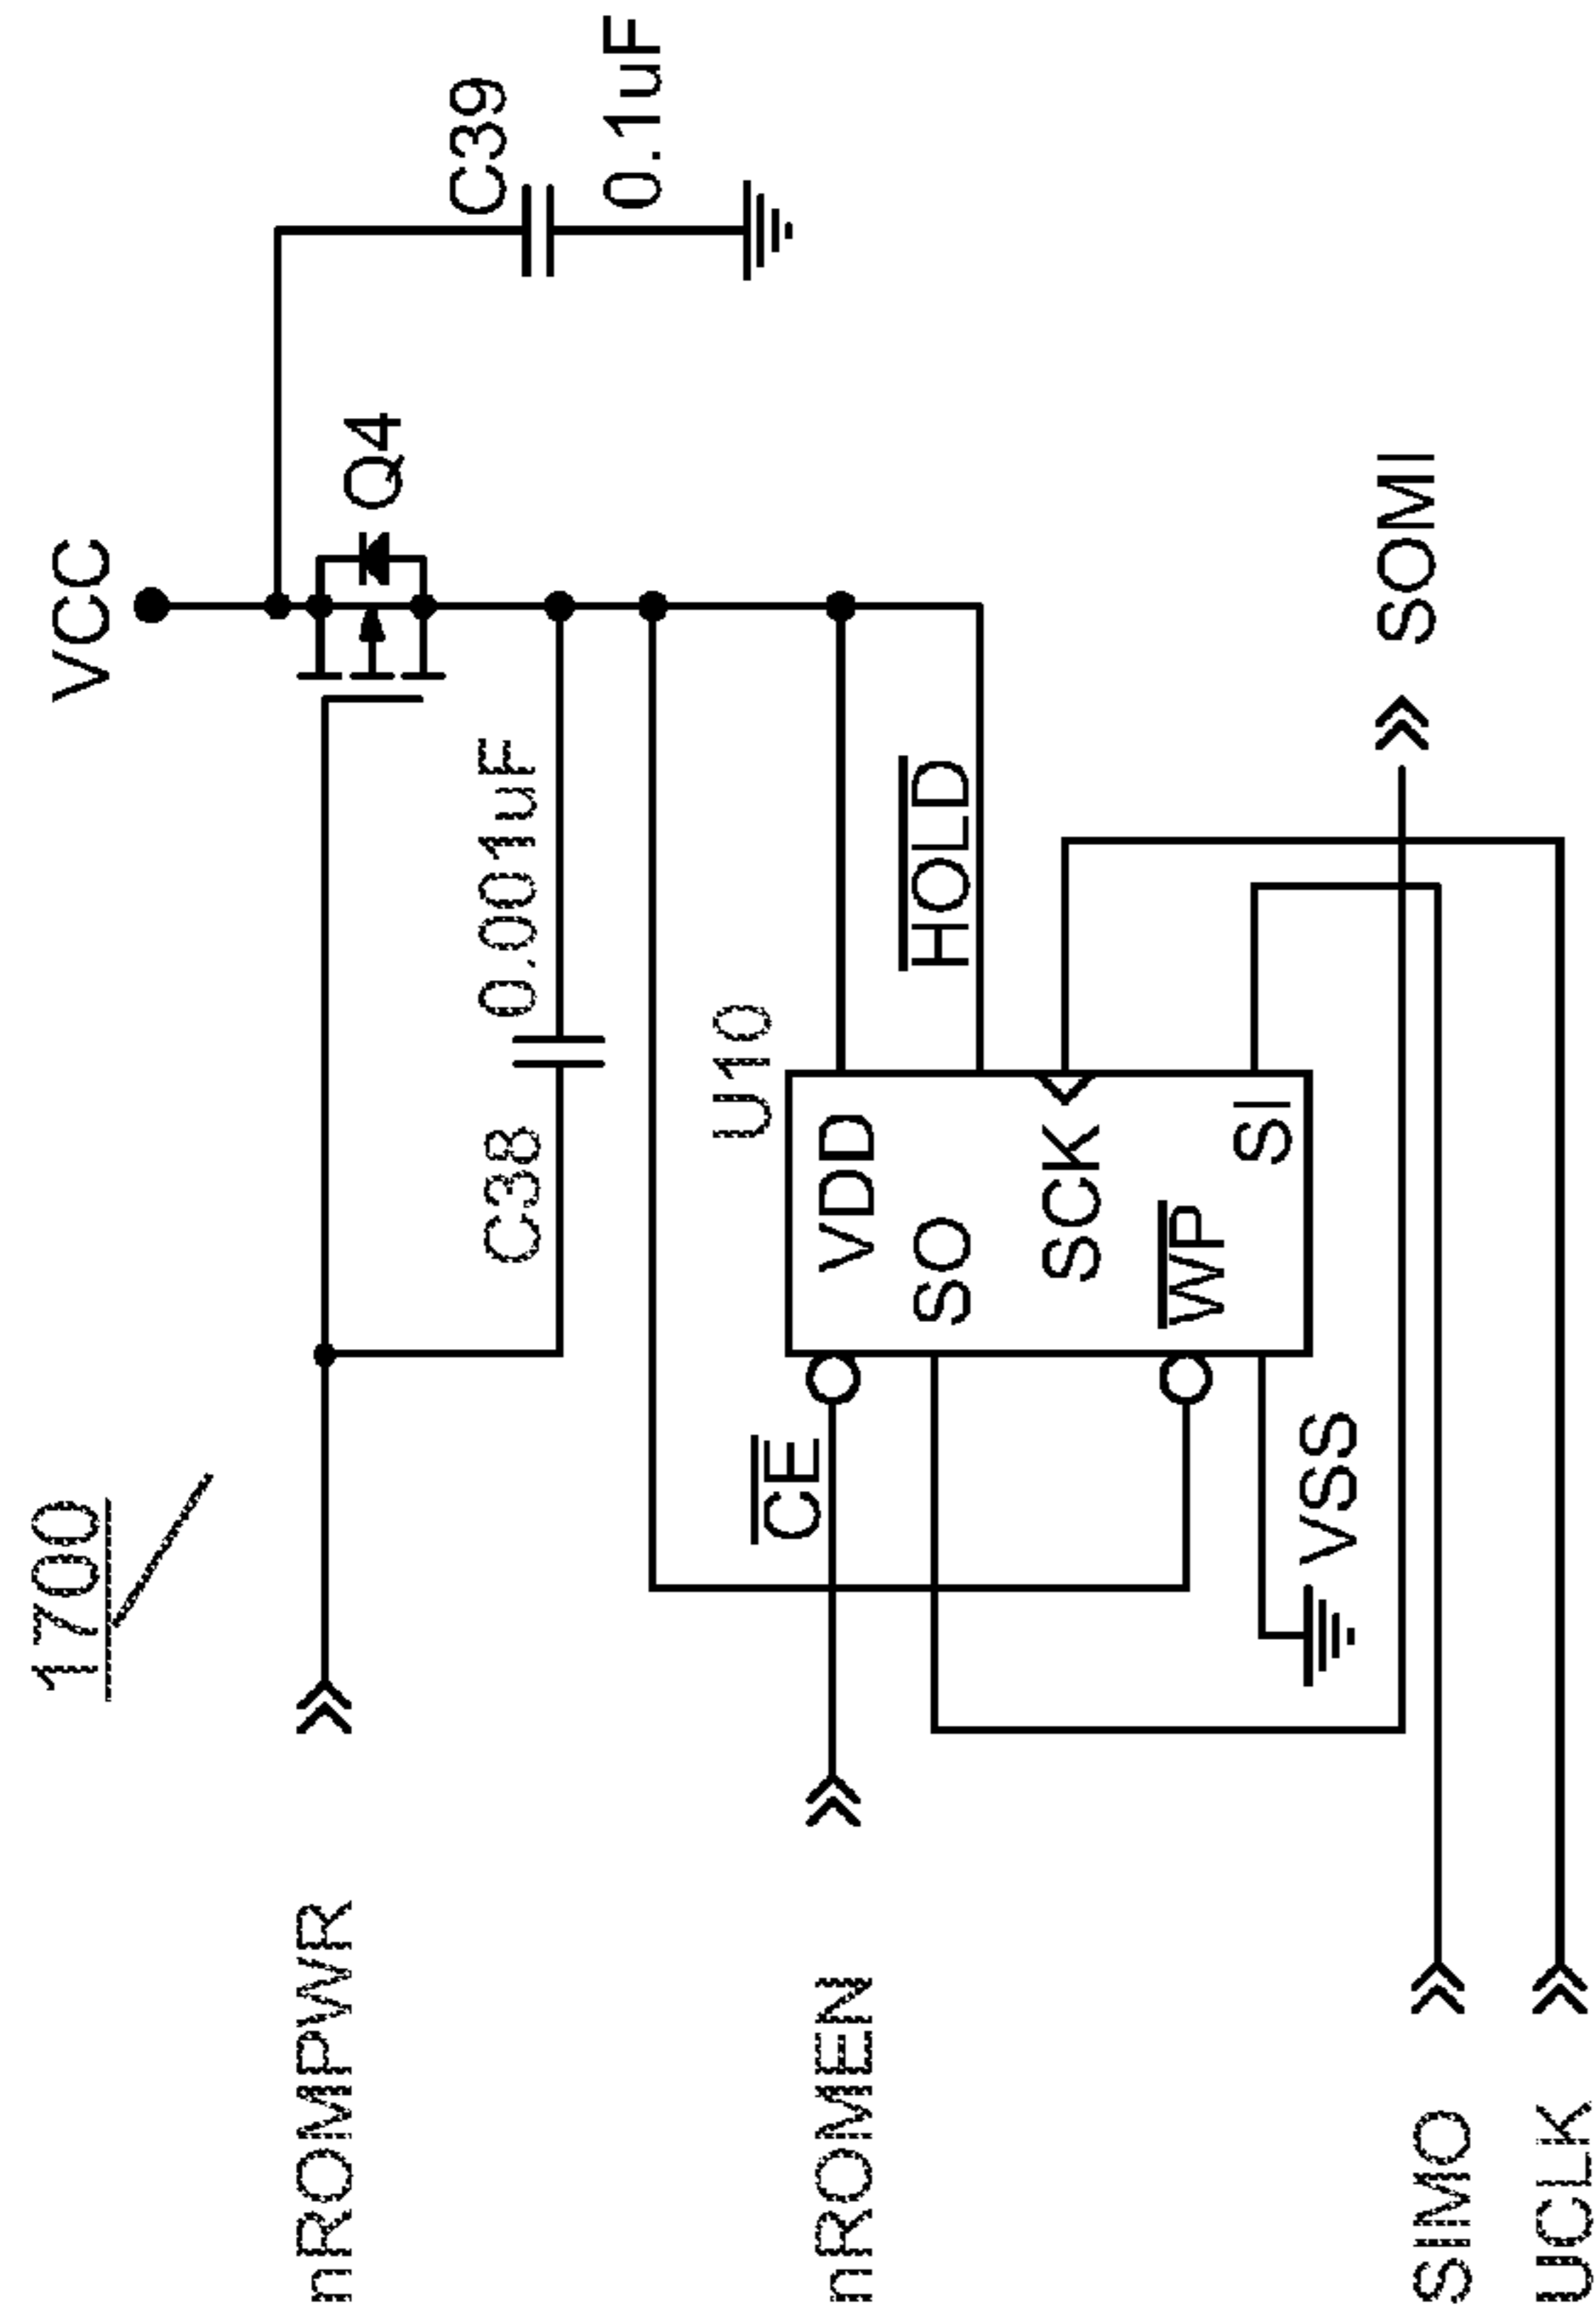 1700
VCC
nROMPWR
Q4
C39
0.1uF
C38
0.001uF
U10
nROMEN
CE
VDD
HOLD
SO
SCK
WP
SI
VSS
SOMI
SIMO
UCLK